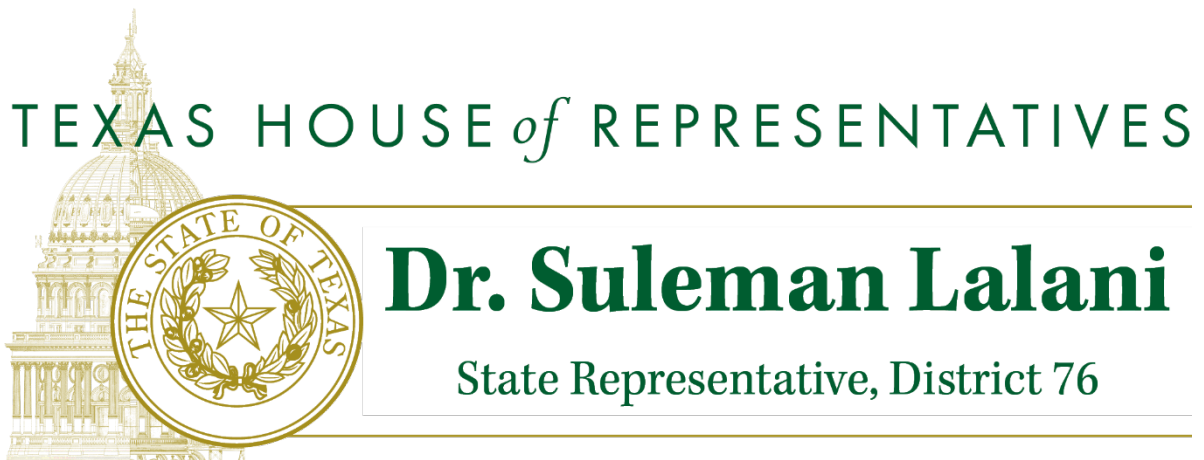 TEXAS HOUSE of REPRESENTATIVES
THE STATE OF TEXAS
Dr. Suleman Lalani
State Representative, District 76